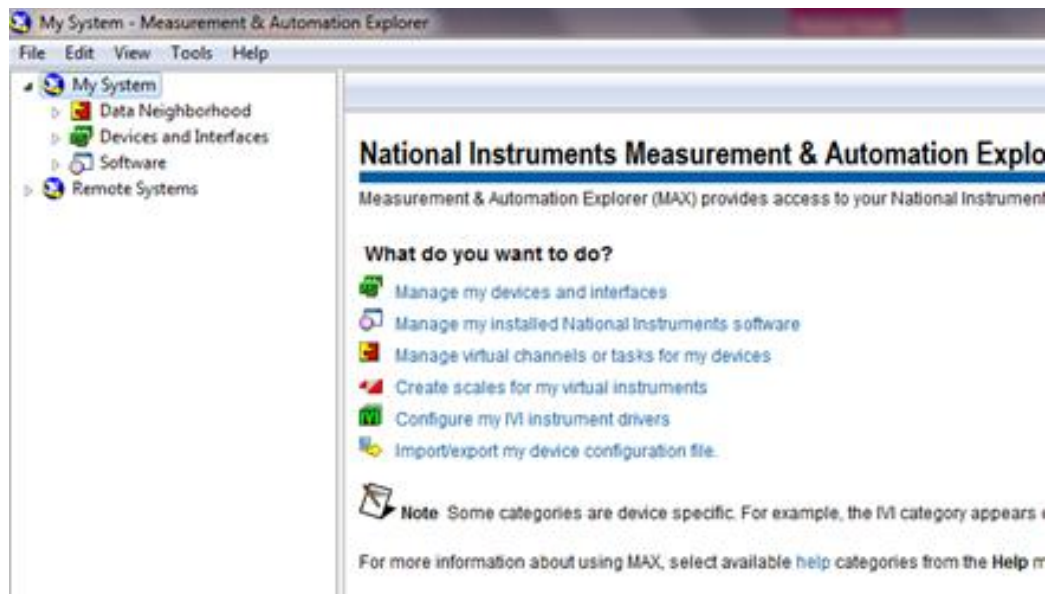 My System - Measurement & Automation Explorer
File Edit View Tools Help
My System
Data Neighborhood
Devices and Interfaces
Software
Remote Systems
National Instruments Measurement & Automation Explo
Measurement & Automation Explorer (MAX) provides access to your National Instrument
What do you want to do?
Manage my devices and interfaces
Manage my installed National Instruments software
Manage virtual channels or tasks for my devices
Create scales for my virtual instruments
Configure my IVI instrument drivers
Import/export my device configuration file.
Note Some categories are device specific. For example, the IVI category appears
For more information about using MAX, select available help categories from the Help m